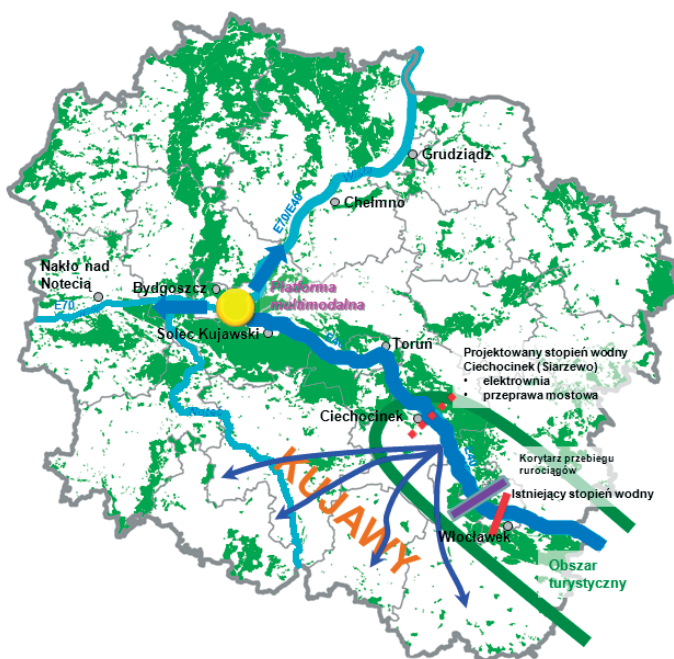 Grudziądz
Wisła
E70/E40
Chełmno
Nakło nad
Notecią
Bydgoszcz
Platforma
multimodalna
E70
Solec Kujawski
Toruń
Projektowany stopień wodny
Ciechocinek (Siarzewo)
• elektrownia
• przeprawa mostowa
Ciechocinek
KUJAWY
Korytarz przebiegu
rurociągów
Istniejący stopień wodny
Włocławek
Obszar
turystyczny